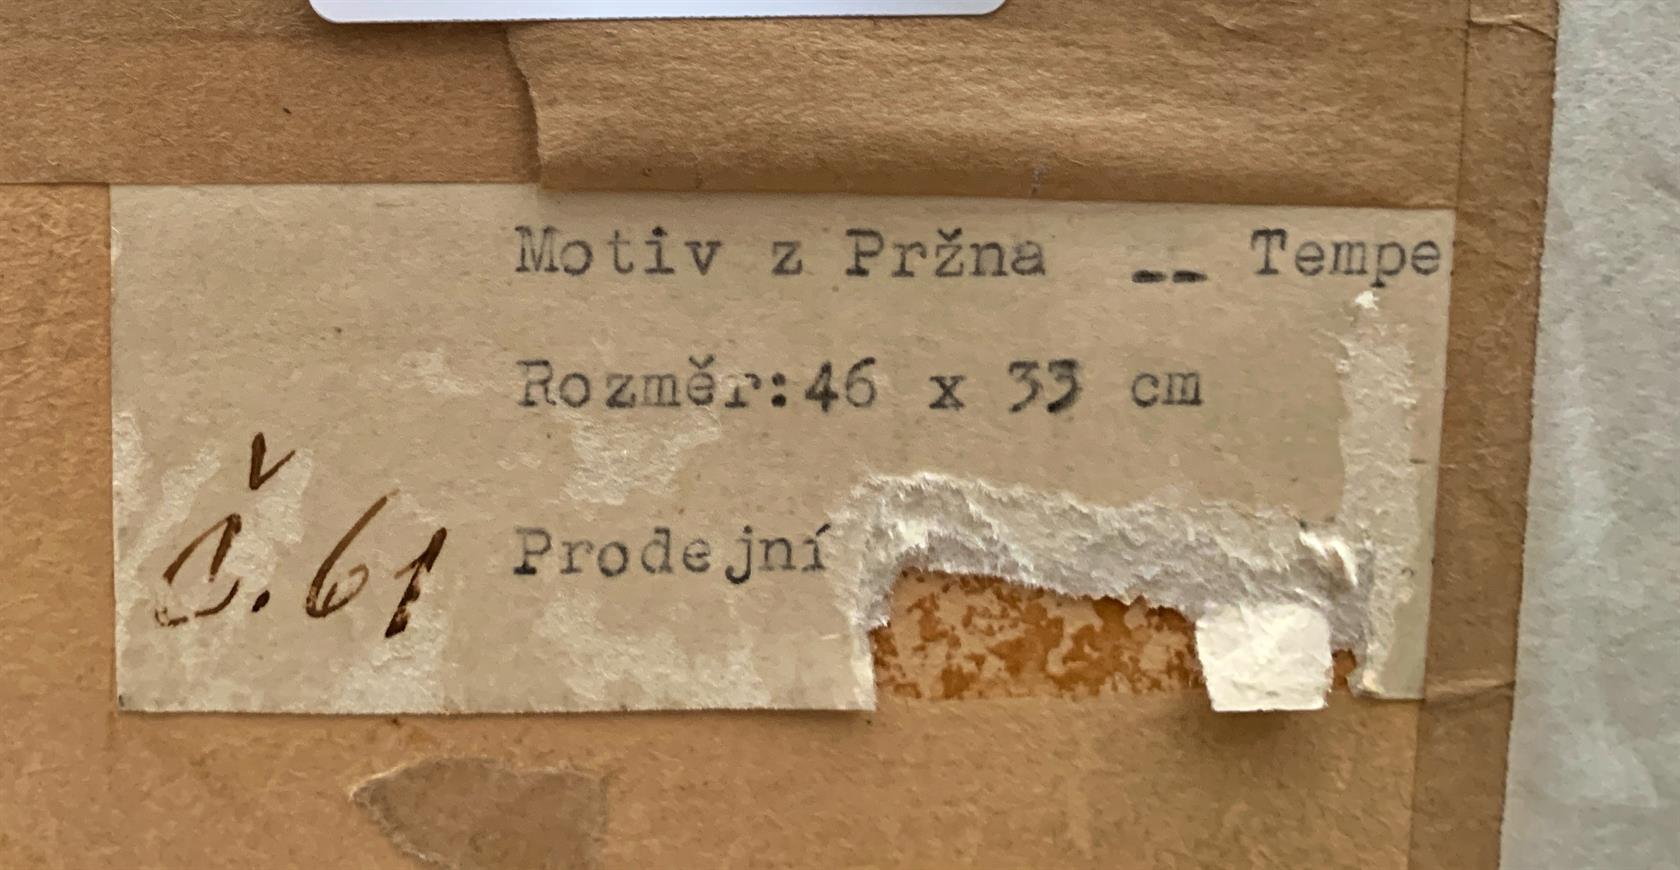 Motiv z Pržna -- Tempe
Rozměr:46 x 33 cm
Prodejní
Č. 61